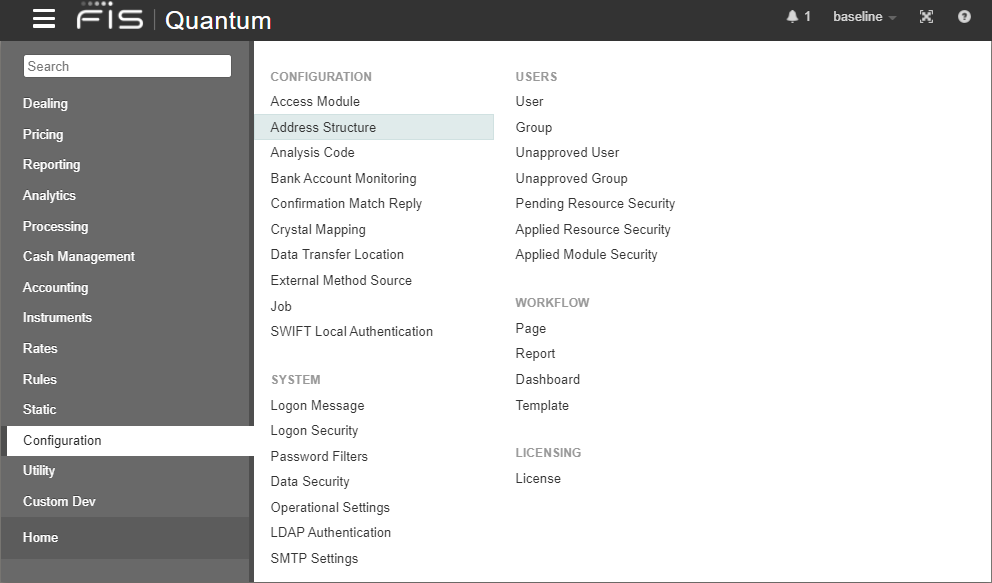 FIS Quantum
1
baseline
?
Search
Dealing
Pricing
Reporting
Analytics
Processing
Cash Management
Accounting
Instruments
Rates
Rules
Static
Configuration
Utility
Custom Dev
Home
CONFIGURATION
Access Module
Address Structure
Analysis Code
Bank Account Monitoring
Confirmation Match Reply
Crystal Mapping
Data Transfer Location
External Method Source
Job
SWIFT Local Authentication
SYSTEM
Logon Message
Logon Security
Password Filters
Data Security
Operational Settings
LDAP Authentication
SMTP Settings
USERS
User
Group
Unapproved User
Unapproved Group
Pending Resource Security
Applied Resource Security
Applied Module Security
WORKFLOW
Page
Report
Dashboard
Template
LICENSING
License